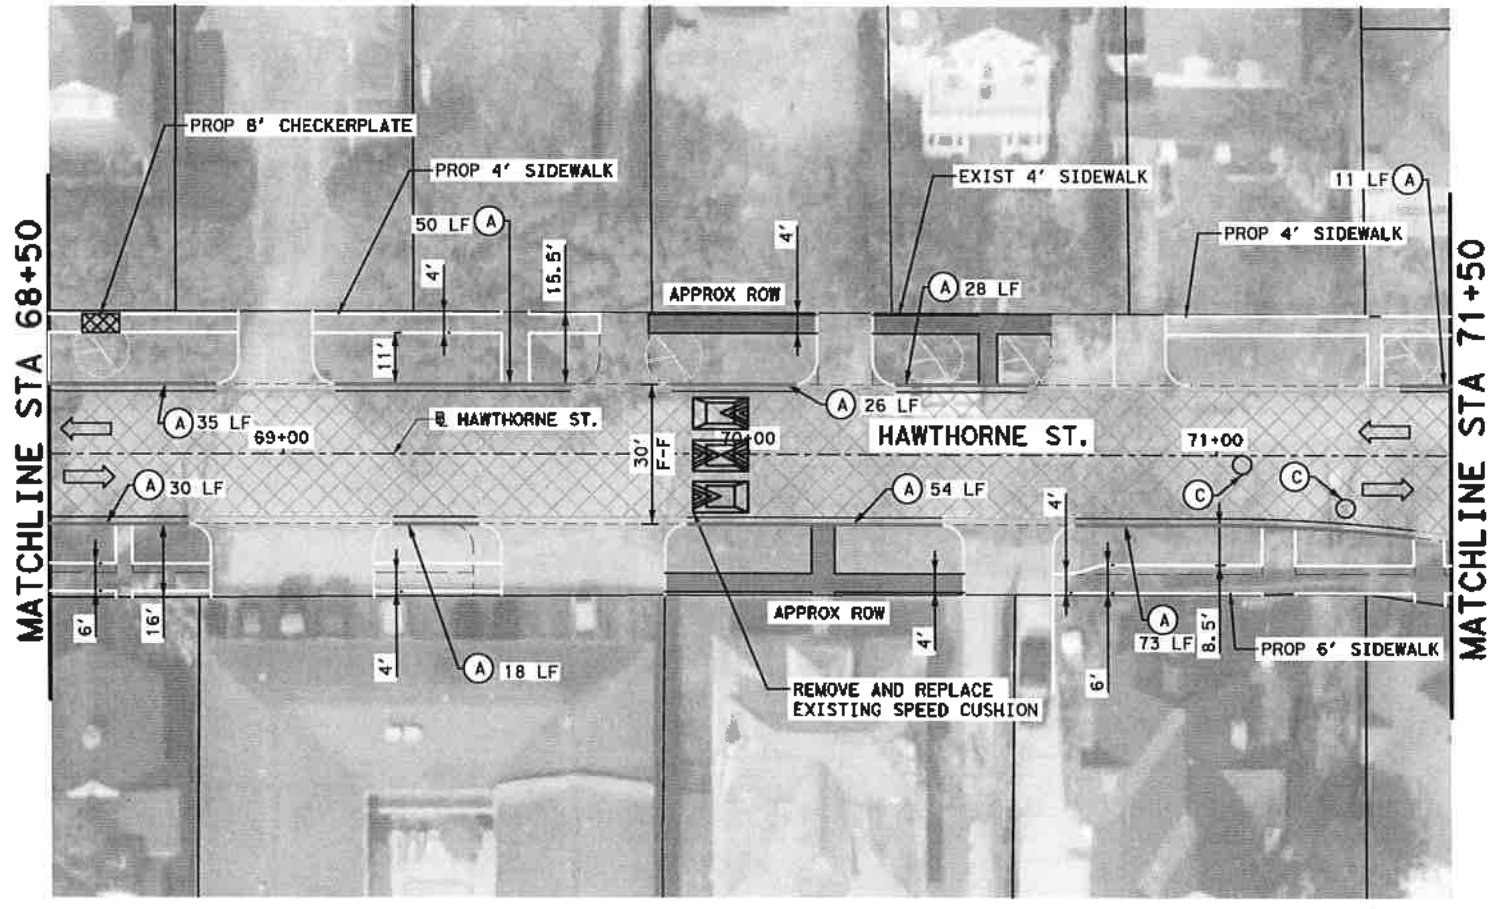 PROP 8' CHECKERPLATE
PROP 4' SIDEWALK
EXIST 4' SIDEWALK
11 LF A
50 LF A
4'
15.5'
4'
PROP 4' SIDEWALK
APPROX ROW
A 28 LF
11'
MATCHLINE STA 68+50
MATCHLINE STA 71+50
A 35 LF
69+00
HAWTHORNE ST.
A 26 LF
70+00
HAWTHORNE ST.
71+00
30'
F-F
A 30 LF
A 54 LF
C
C
4'
6'
16'
4'
A 18 LF
APPROX ROW
4'
A
73 LF
8.5'
6'
PROP 6' SIDEWALK
REMOVE AND REPLACE
EXISTING SPEED CUSHION